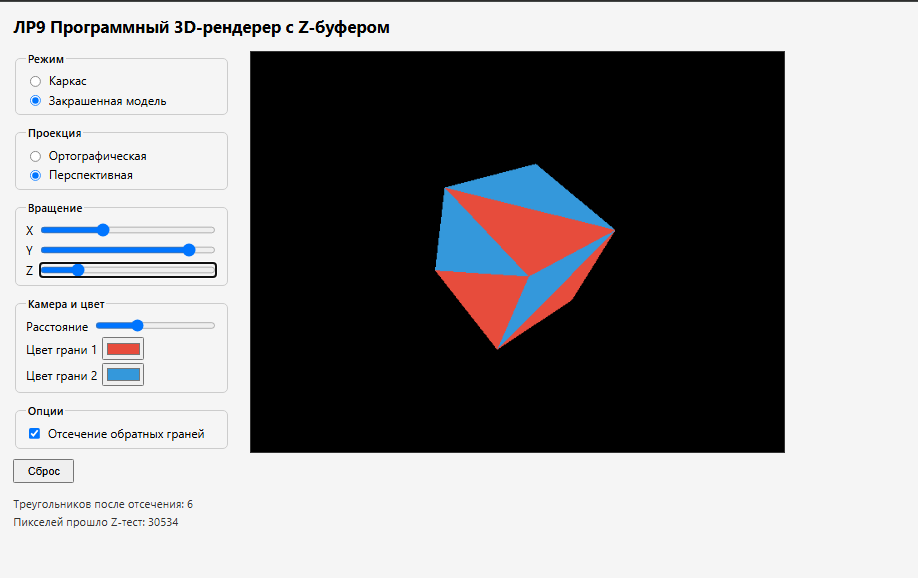 ЛР9 Программный 3D-рендерер с Z-буфером
Режим
Каркас
Закрашенная модель
Проекция
Ортографическая
Перспективная
Вращение
X
Y
Z
Камера и цвет
Расстояние
Цвет грани 1
Цвет грани 2
Опции
Отсечение обратных граней
Сброс
Треугольников после отсечения: 6
Пикселей прошло Z-тест: 30534